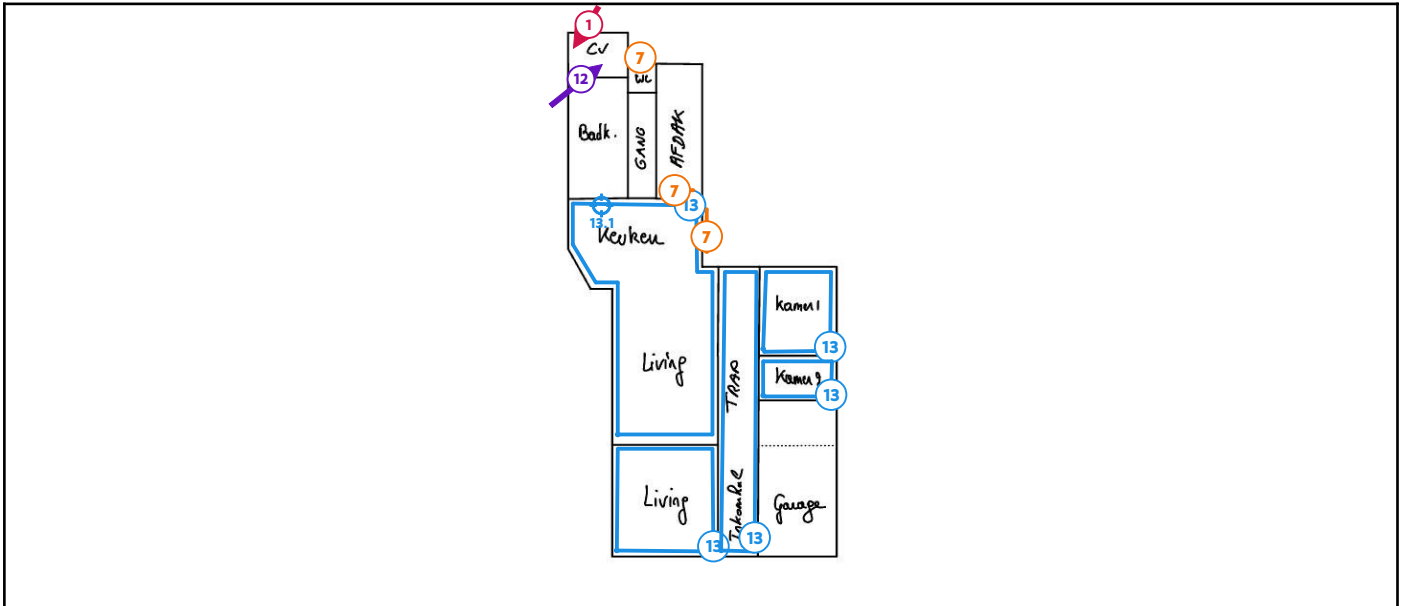 1
CV
7
WC
12
Badk.
GANG
AFDAK
7
13
13.1
Keuken
7
Kamer 1
13
Living
TRAP
Kamer 2
13
Living
Inkomhal
Garage
13
13